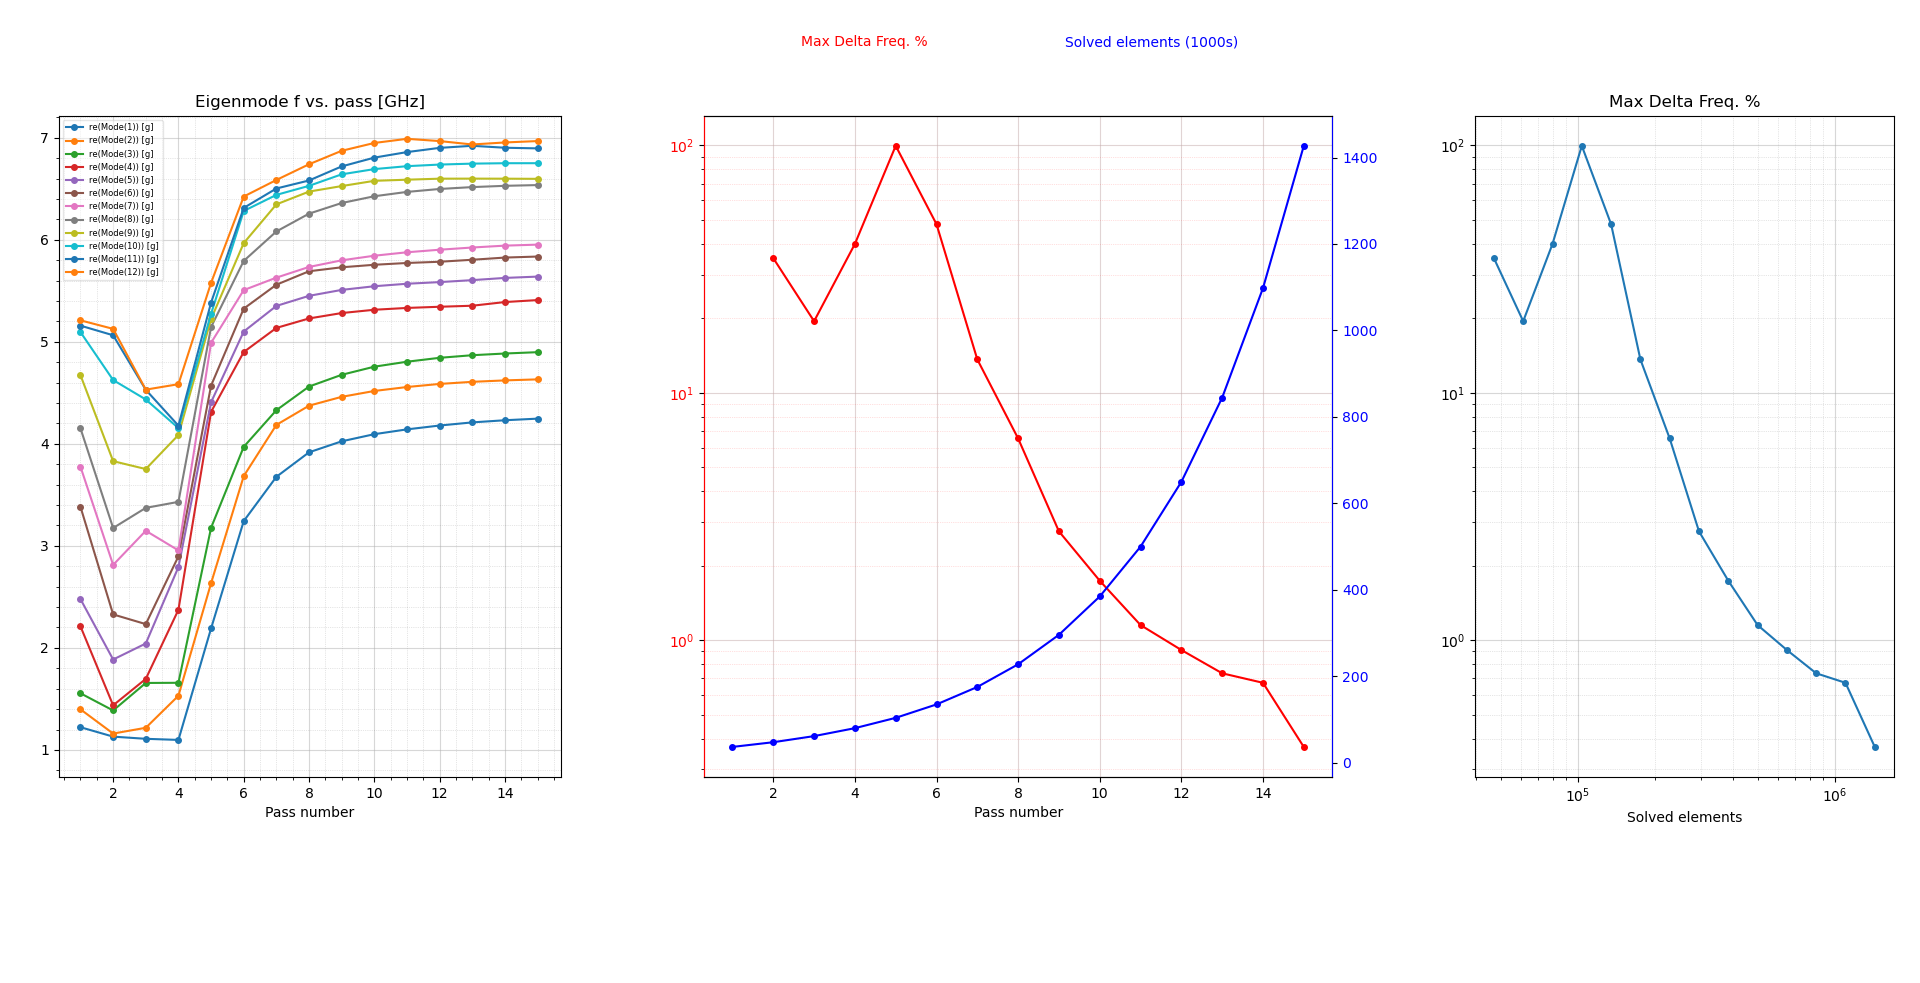 Max Delta Freq. %
Solved elements (1000s)
Eigenmode f vs. pass [GHz]
7
6
5
4
3
2
1
re(Mode(1)) [g]
re(Mode(2)) [g]
re(Mode(3)) [g]
re(Mode(4)) [g]
re(Mode(5)) [g]
re(Mode(6)) [g]
re(Mode(7)) [g]
re(Mode(8)) [g]
re(Mode(9)) [g]
re(Mode(10)) [g]
re(Mode(11)) [g]
re(Mode(12)) [g]
2 4 6 8 10 12 14
Pass number
10²
10¹
10⁰
1400
1200
1000
800
600
400
200
0
2 4 6 8 10 12 14
Pass number
Max Delta Freq. %
10²
10¹
10⁰
10⁵ 10⁶
Solved elements